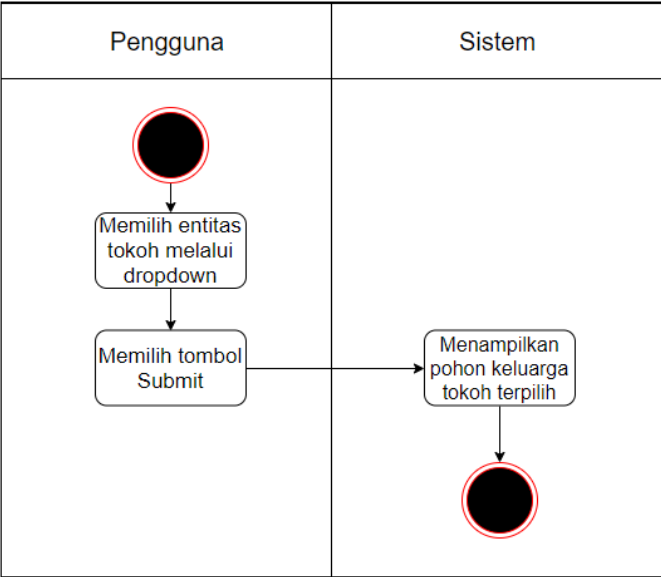 Pengguna
Sistem
Memilih entitas
tokoh melalui
dropdown
Memilih tombol
Submit
Menampilkan
pohon keluarga
tokoh terpilih